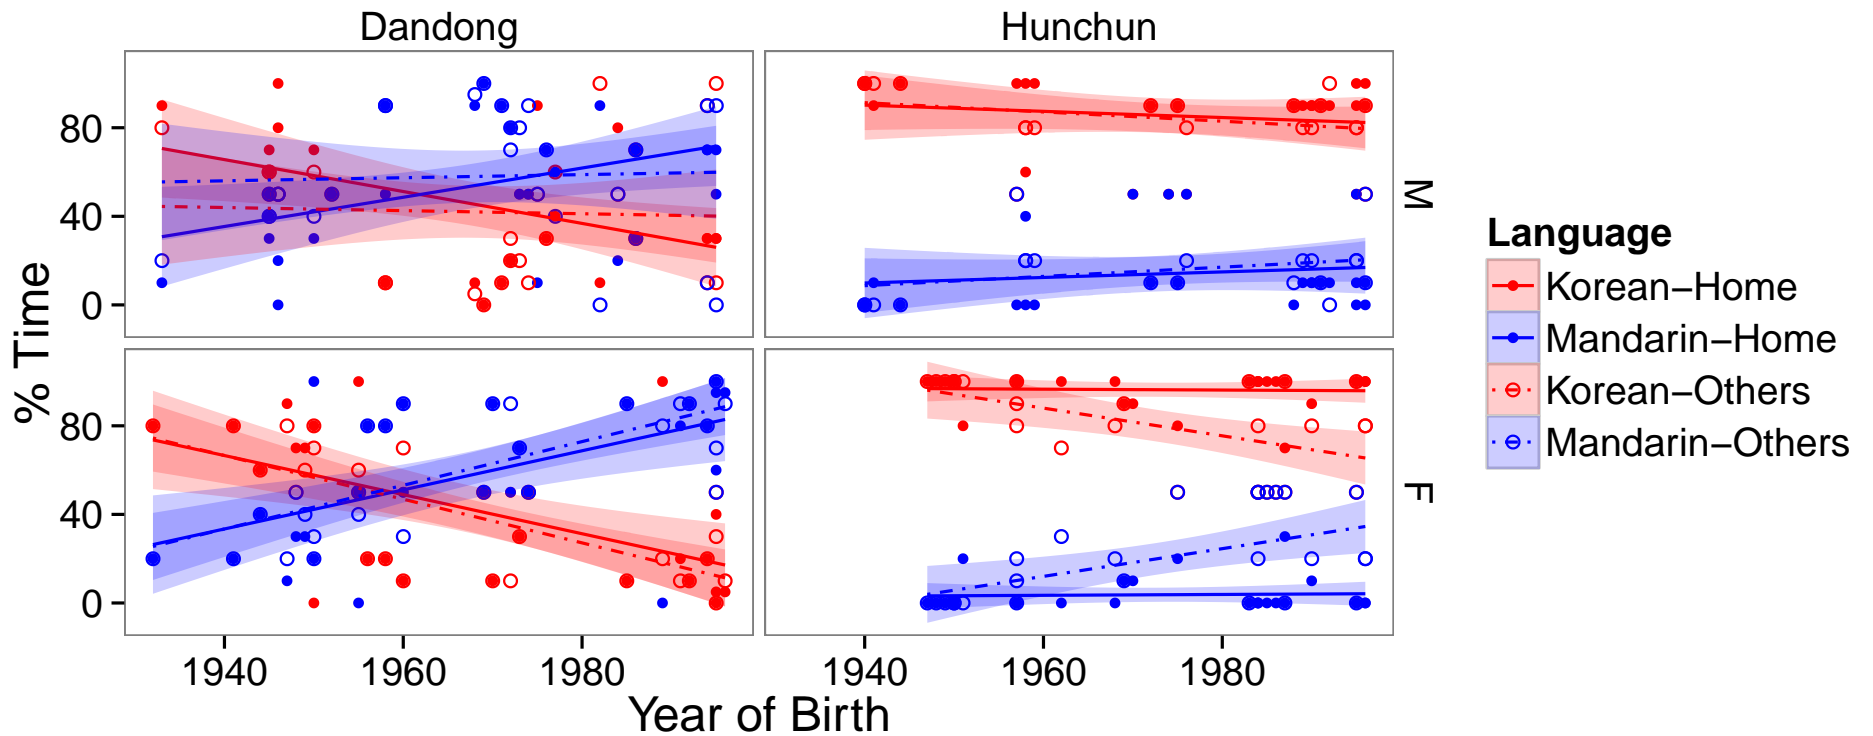 Dandong
Hunchun
80
40
0
M
80
40
0
F
% Time
1940
1960
1980
1940
1960
1980
Year of Birth
Language
Korean−Home
Mandarin−Home
Korean−Others
Mandarin−Others